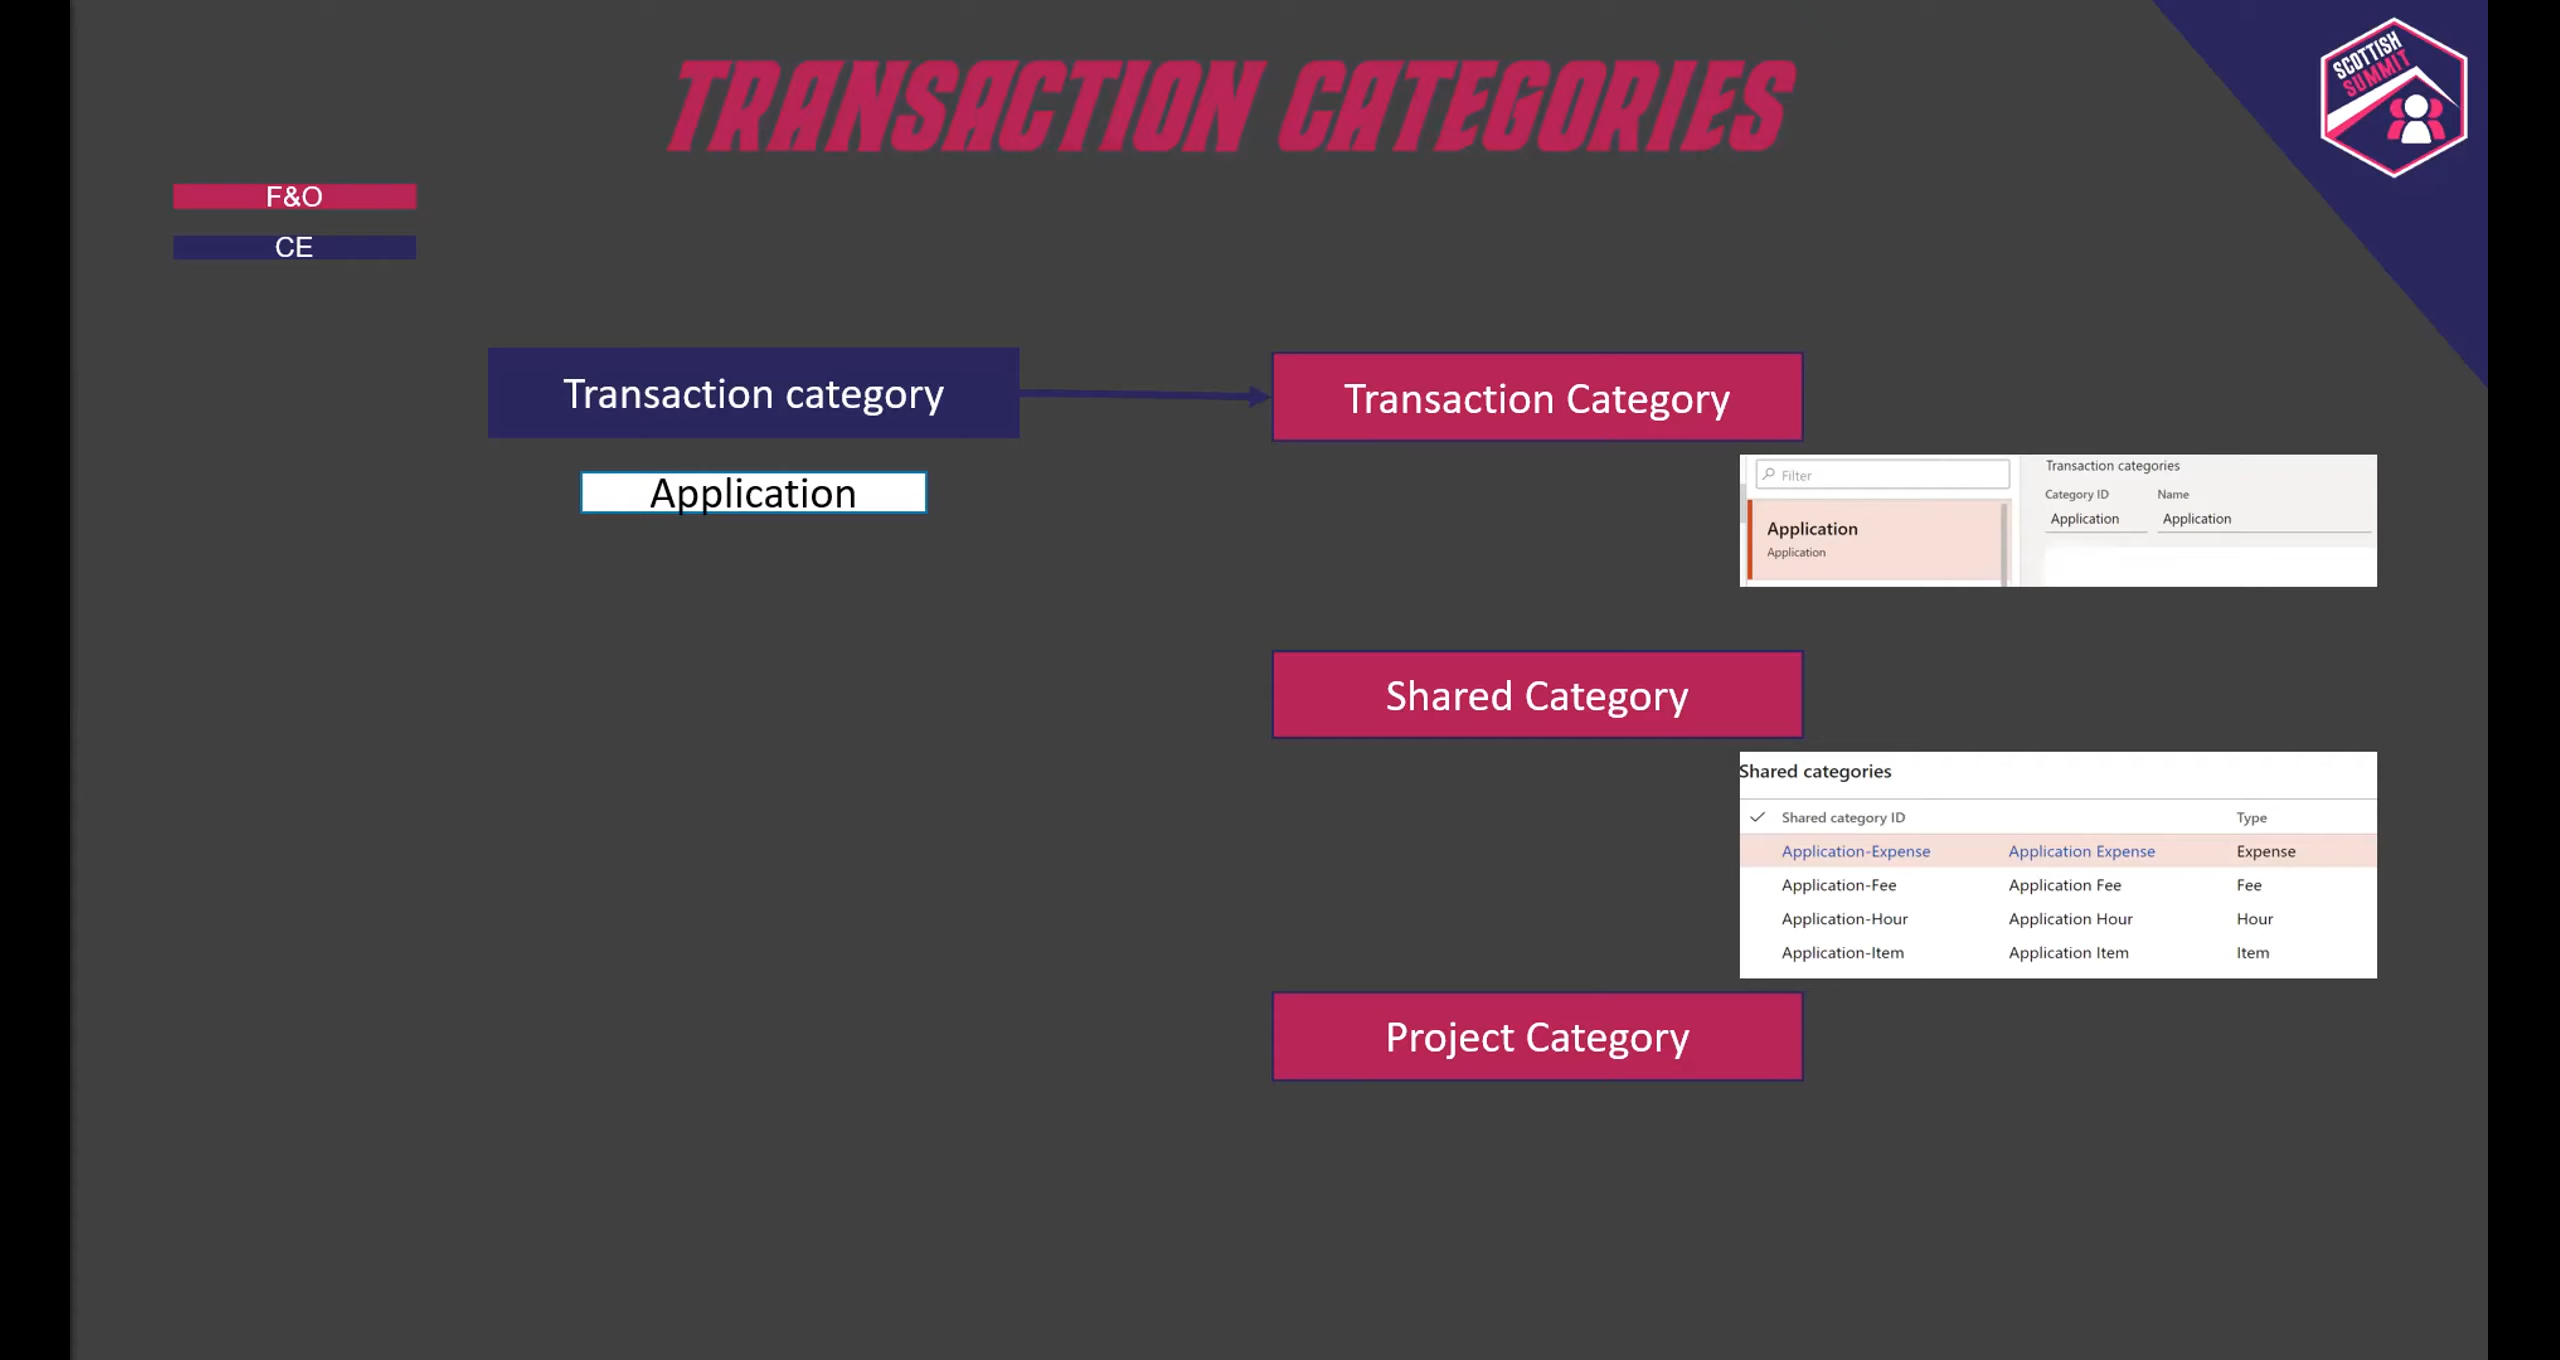 TRANSACTION CATEGORIES
SCOTTISH
SUMMIT
F&O
CE
Transaction category
Transaction Category
Application
Filter
Application
Application
Transaction categories
Category ID Name
Application Application
Shared Category
Shared categories
Shared category ID Type
Application-Expense Application Expense Expense
Application-Fee Application Fee Fee
Application-Hour Application Hour Hour
Application-Item Application Item Item
Project Category